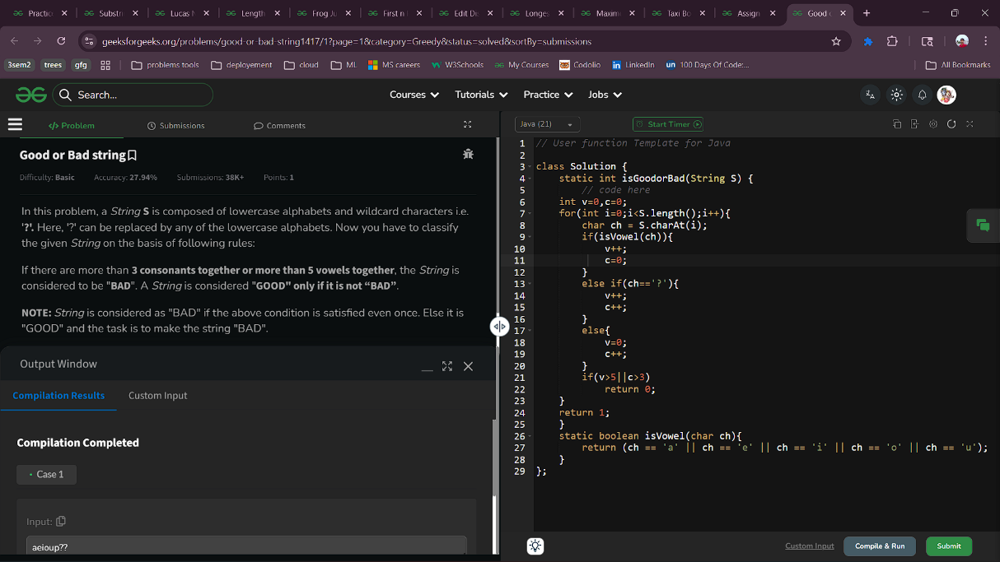 Practic
Substri
Lucas N
Length
Frog Ju
First n
Edit De
Longes
Maximu
Taxi Bo
Assign
Good o
geeksforgeeks.org/problems/good-or-bad-string1417/1?page=1&category=Greedy&status=solved&sortBy=submissions
3sem2
trees
gfg
problems tools
deployement
cloud
ML
MS careers
W3Schools
My Courses
Codolio
LinkedIn
un
100 Days Of Code:...
All Bookmarks
Search...
Courses
Tutorials
Practice
Jobs
</> Problem
Submissions
Comments
Java (21)
Start Timer
Good or Bad string
Difficulty: Basic
Accuracy: 27.94%
Submissions: 38K+
Points: 1
In this problem, a String S is composed of lowercase alphabets and wildcard characters i.e.
'?'. Here, '?' can be replaced by any of the lowercase alphabets. Now you have to classify
the given String on the basis of following rules:
If there are more than 3 consonants together or more than 5 vowels together, the String is
considered to be "BAD". A String is considered "GOOD" only if it is not “BAD”.
NOTE: String is considered as "BAD" if the above condition is satisfied even once. Else it is
"GOOD" and the task is to make the string "BAD".
Output Window
Compilation Results
Custom Input
Compilation Completed
Case 1
Input:
aeioup??
1 // User function Template for Java
2
3 class Solution {
4 static int isGoodorBad(String S) {
5 // code here
6 int v=0,c=0;
7 for(int i=0;i<S.length();i++){
8 char ch = S.charAt(i);
9 if(isVowel(ch)){
10 v++;
11 c=0;
12 }
13 else if(ch=='?'){
14 v++;
15 c++;
16 }
17 else{
18 v=0;
19 c++;
20 }
21 if(v>5||c>3)
22 return 0;
23 }
24 return 1;
25 }
26 static boolean isVowel(char ch){
27 return (ch == 'a' || ch == 'e' || ch == 'i' || ch == 'o' || ch == 'u');
28 }
29 };
Custom Input
Compile & Run
Submit